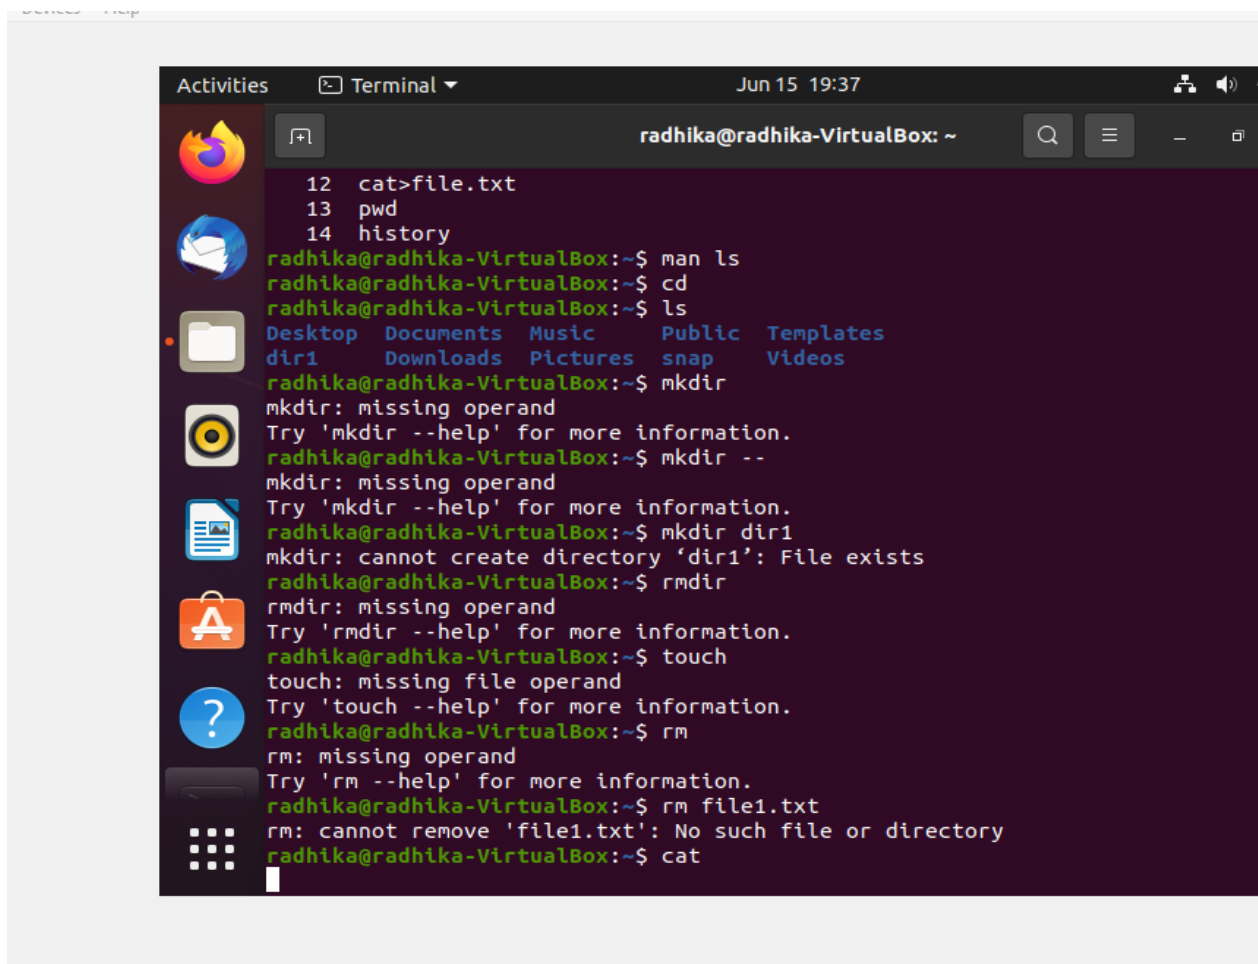 Devices Help
Activities Terminal Jun 15 19:37
radhika@radhika-VirtualBox: ~
12 cat>file.txt
13 pwd
14 history
radhika@radhika-VirtualBox:~$ man ls
radhika@radhika-VirtualBox:~$ cd
radhika@radhika-VirtualBox:~$ ls
Desktop Documents Music Public Templates
dir1 Downloads Pictures snap Videos
radhika@radhika-VirtualBox:~$ mkdir
mkdir: missing operand
Try 'mkdir --help' for more information.
radhika@radhika-VirtualBox:~$ mkdir --
mkdir: missing operand
Try 'mkdir --help' for more information.
radhika@radhika-VirtualBox:~$ mkdir dir1
mkdir: cannot create directory ‘dir1’: File exists
radhika@radhika-VirtualBox:~$ rmdir
rmdir: missing operand
Try 'rmdir --help' for more information.
radhika@radhika-VirtualBox:~$ touch
touch: missing file operand
Try 'touch --help' for more information.
radhika@radhika-VirtualBox:~$ rm
rm: missing operand
Try 'rm --help' for more information.
radhika@radhika-VirtualBox:~$ rm file1.txt
rm: cannot remove 'file1.txt': No such file or directory
radhika@radhika-VirtualBox:~$ cat